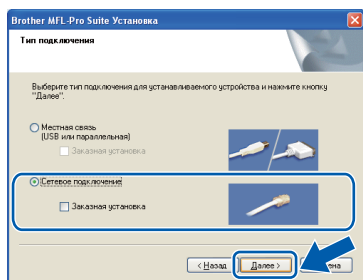 Brother MFL-Pro Suite Установка
Тип подключения
Выберите тип подключения для устанавливаемого устройства и нажмите кнопку
"Далее".
Местная связь
(USB или параллельная)
Заказная установка
Сетевое подключение
Заказная установка
< Назад Далее >